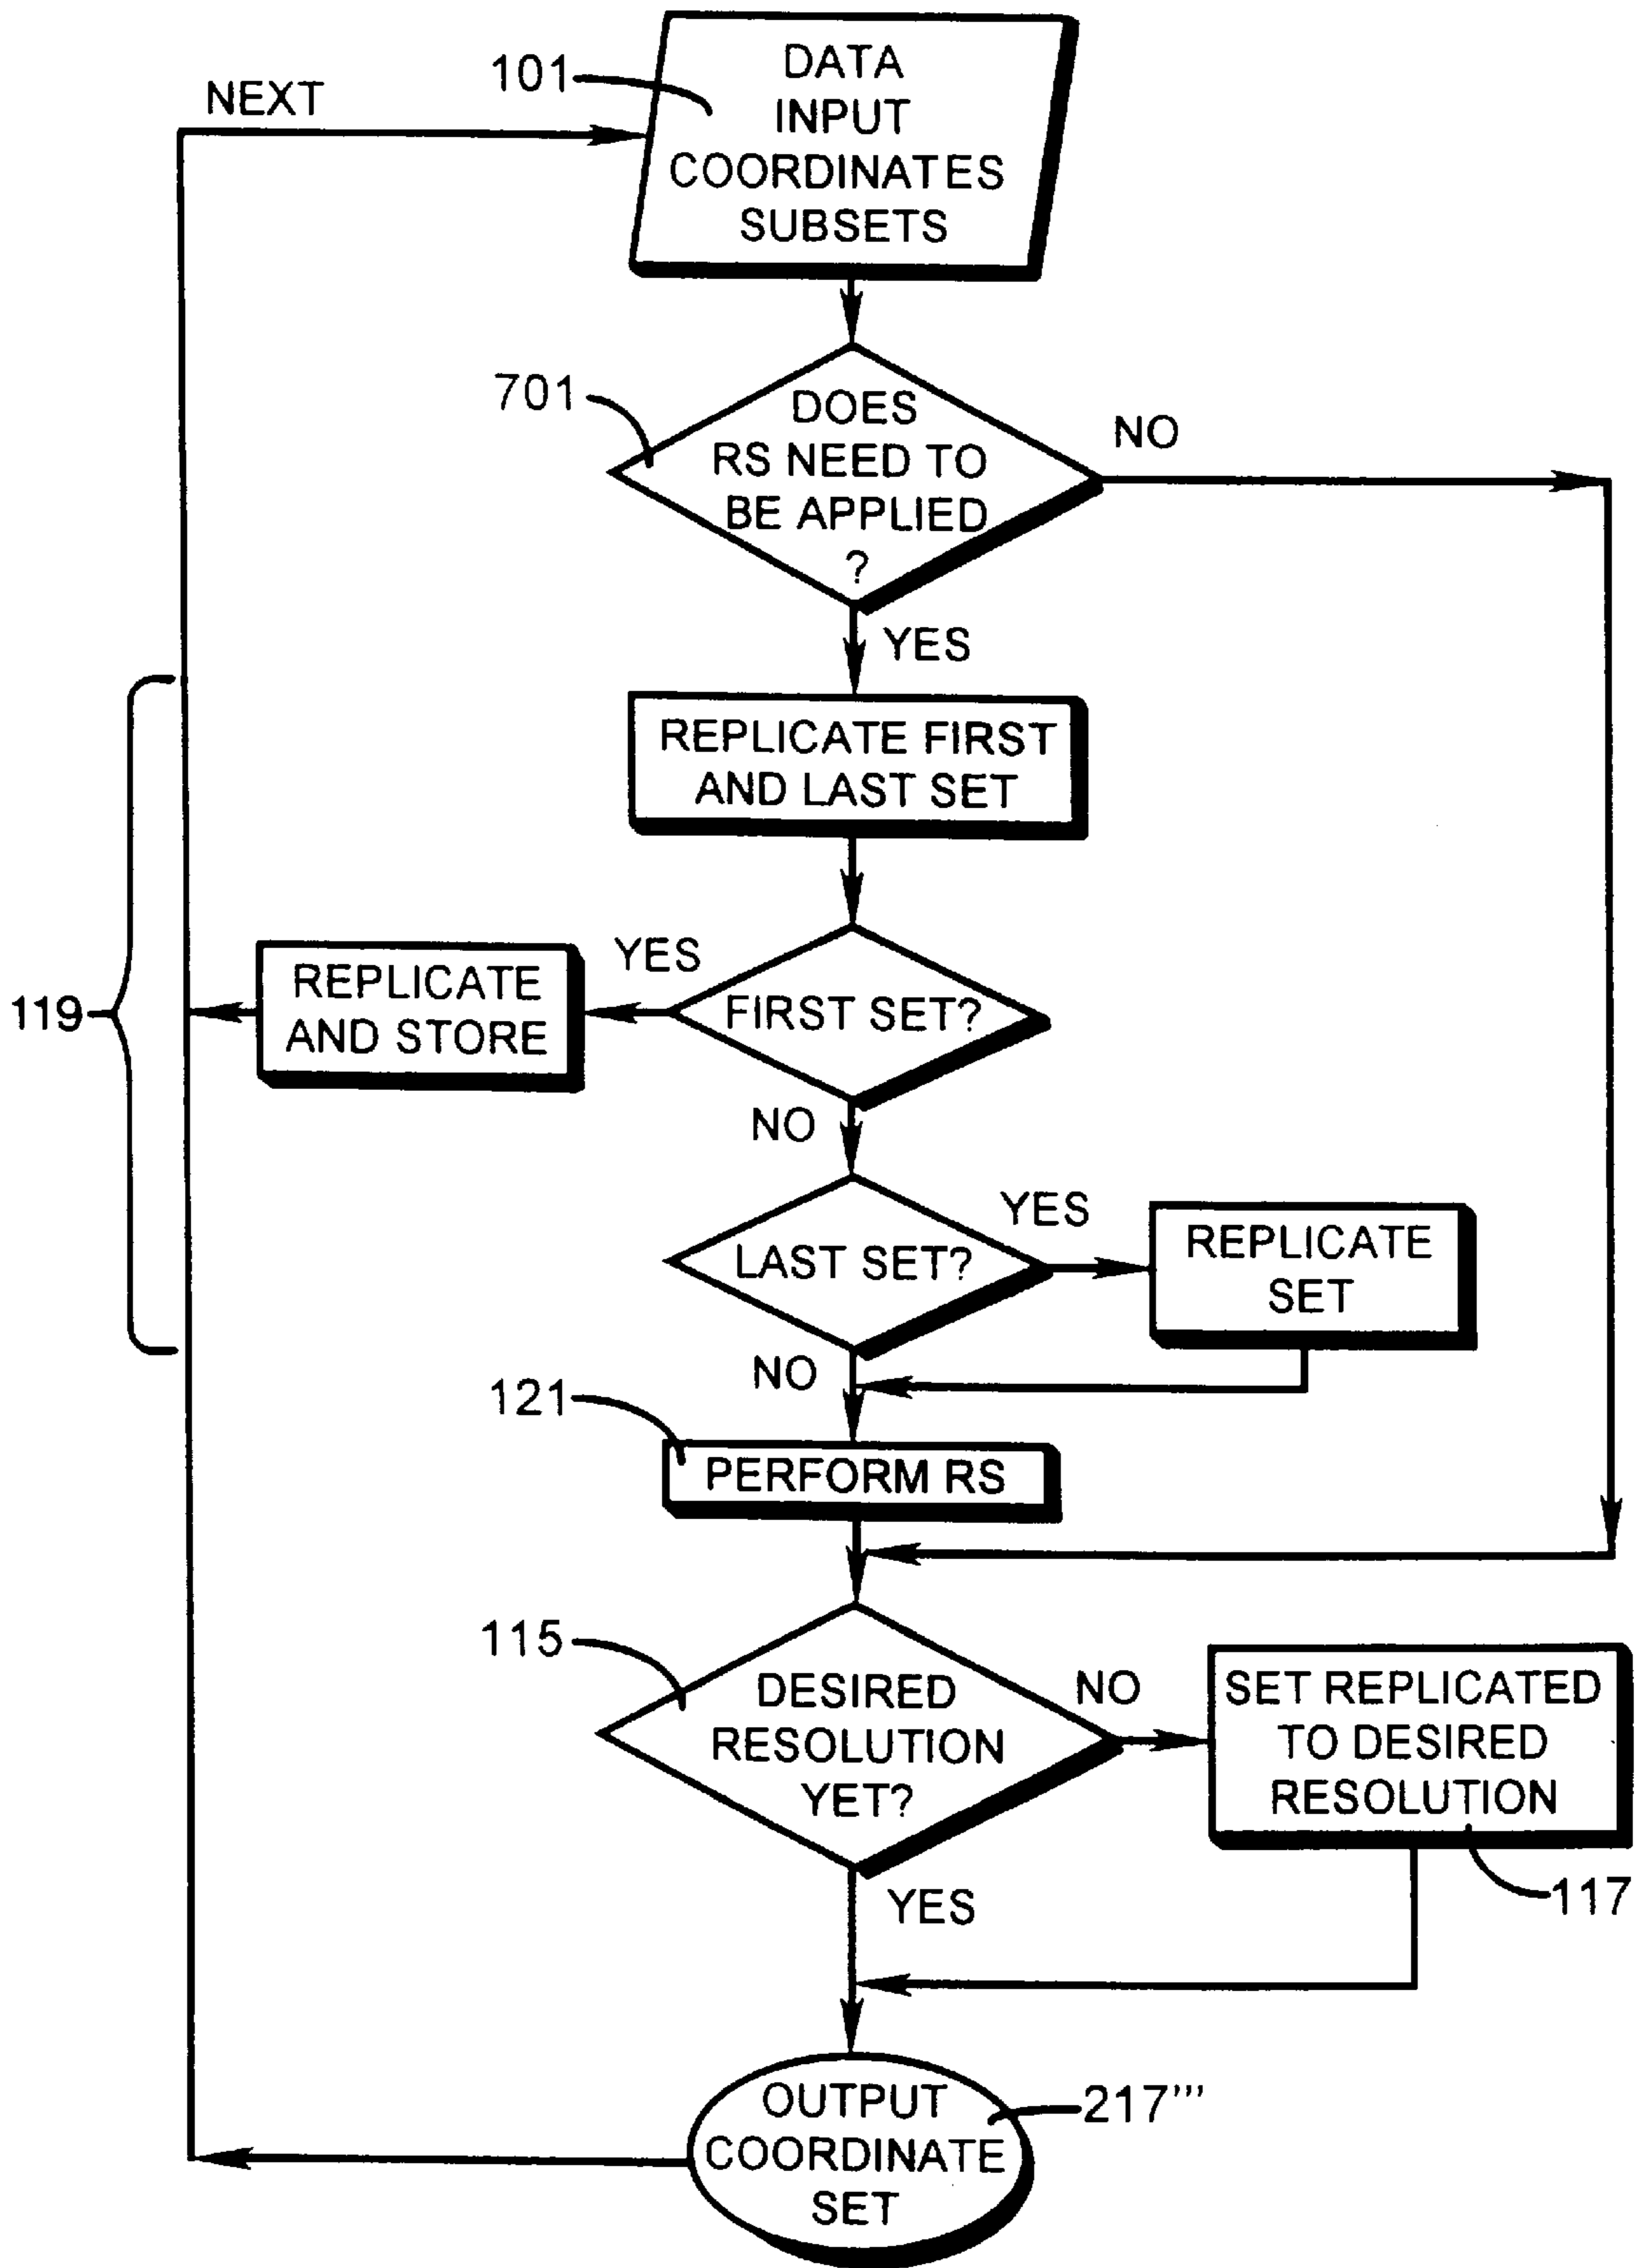 NEXT
101
DATA
INPUT
COORDINATES
SUBSETS
701
DOES
RS NEED TO
BE APPLIED
?
NO
YES
REPLICATE FIRST
AND LAST SET
119
REPLICATE
AND STORE
YES
FIRST SET?
NO
LAST SET?
YES
REPLICATE
SET
NO
121
PERFORM RS
115
DESIRED
RESOLUTION
YET?
NO
SET REPLICATED
TO DESIRED
RESOLUTION
117
YES
OUTPUT
COORDINATE
SET
217'''